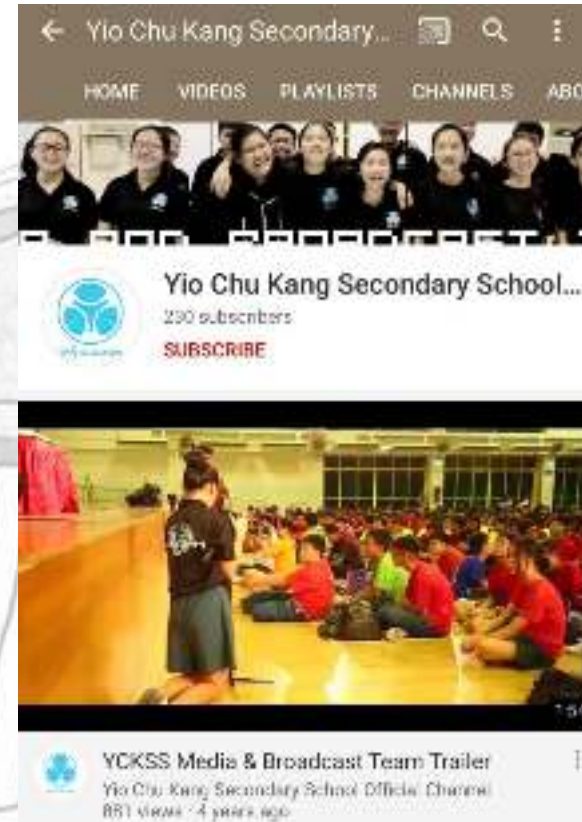 Yio Chu Kang Secondary...
HOME VIDEOS PLAYLISTS CHANNELS ABO
Yio Chu Kang Secondary School...
230 subscribers
SUBSCRIBE
YCKSS Media & Broadcast Team Trailer
Yio Chu Kang Secondary School Official Channel
881 views · 4 years ago